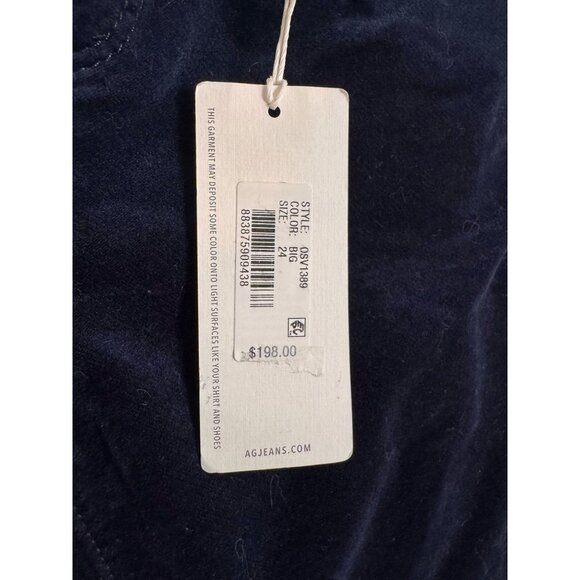 THIS GARMENT MAY DEPOSIT SOME COLOR ONTO LIGHT SURFACES LIKE YOUR SHIRT AND SHOES
STYLE: OSV1389
COLOR: BIG
SIZE: 24
883875909438
$198.00
AGJEANS.COM